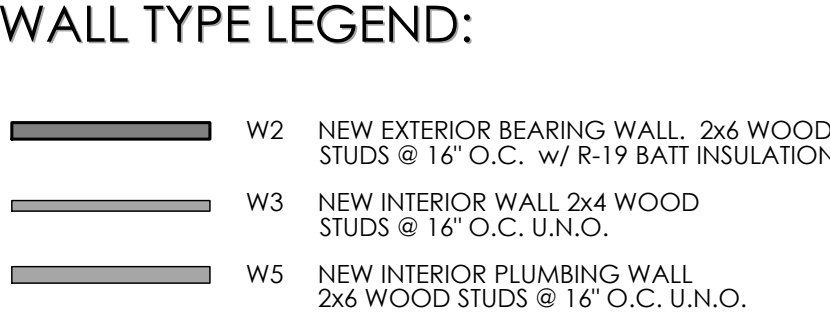 WALL TYPE LEGEND:
W2 NEW EXTERIOR BEARING WALL. 2x6 WOOD
STUDS @ 16" O.C. w/ R-19 BATT INSULATION
W3 NEW INTERIOR WALL 2x4 WOOD
STUDS @ 16" O.C. U.N.O.
W5 NEW INTERIOR PLUMBING WALL
2x6 WOOD STUDS @ 16" O.C. U.N.O.